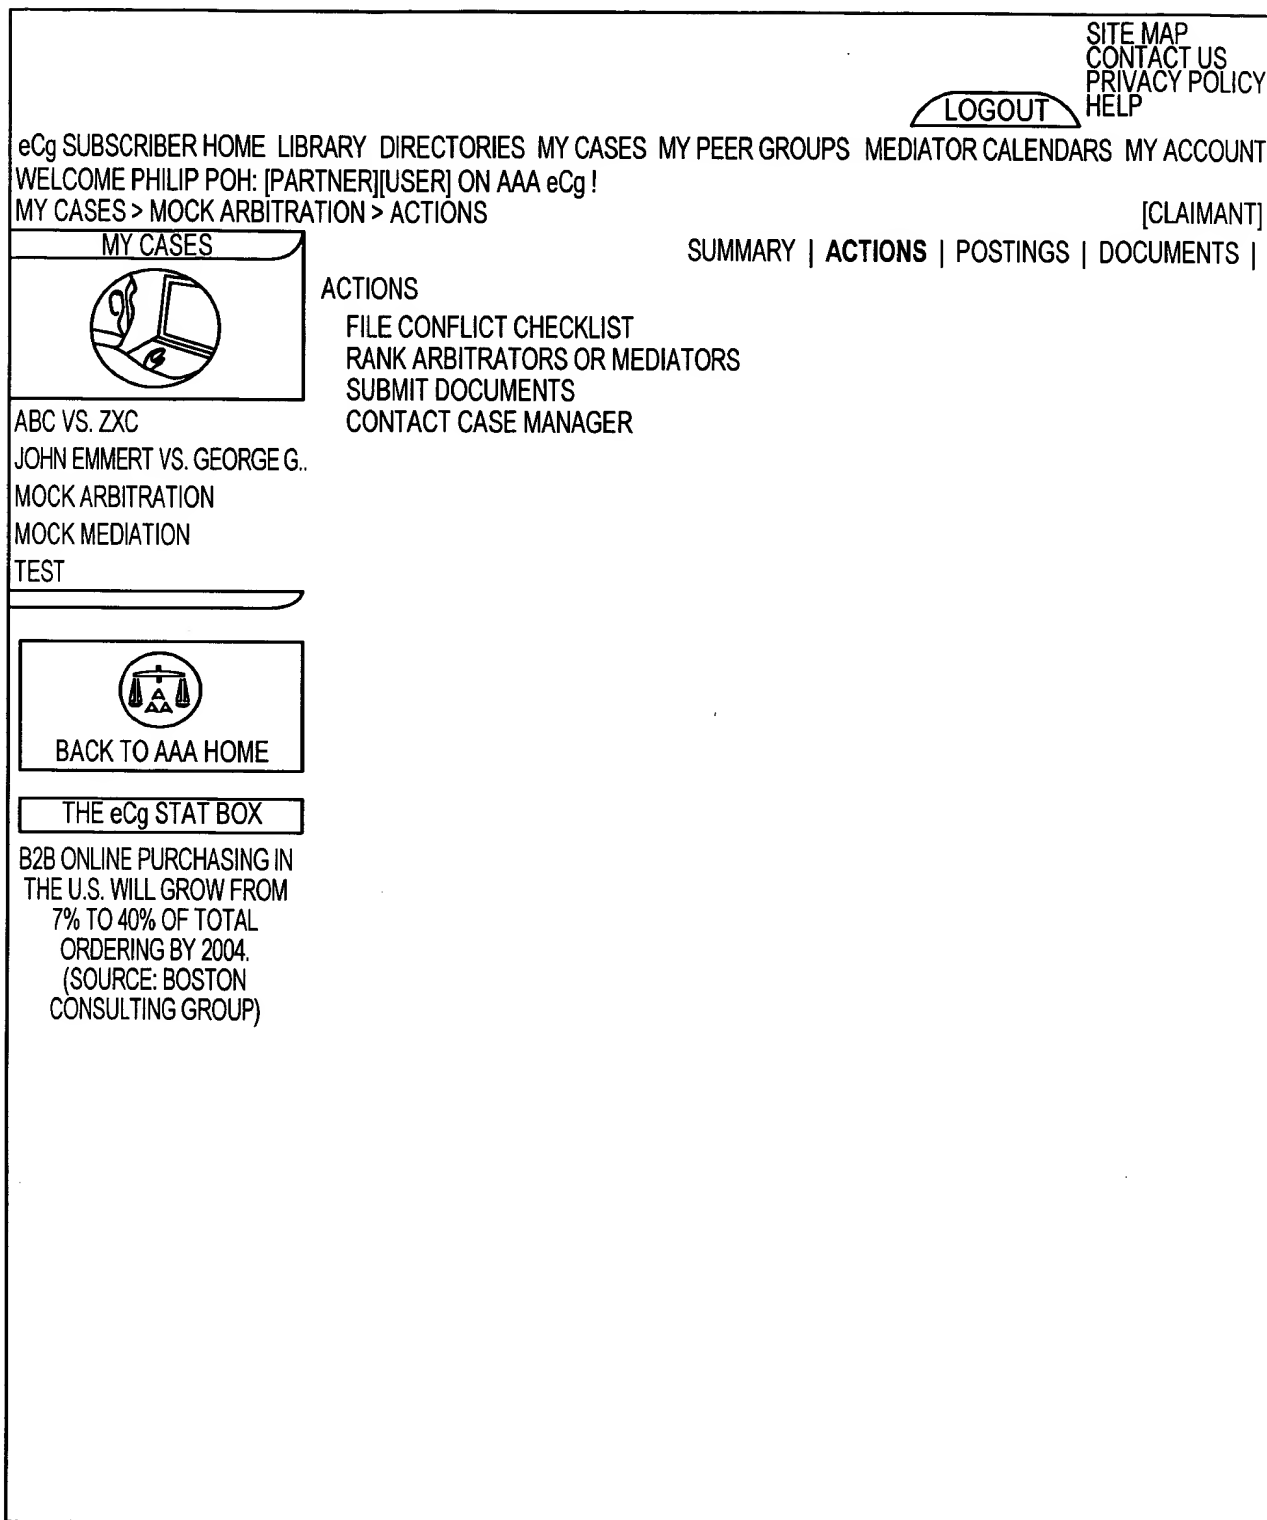 SITE MAP
CONTACT US
PRIVACY POLICY
LOGOUT HELP
eCg SUBSCRIBER HOME LIBRARY DIRECTORIES MY CASES MY PEER GROUPS MEDIATOR CALENDARS MY ACCOUNT
WELCOME PHILIP POH: [PARTNER][USER] ON AAA eCg !
MY CASES > MOCK ARBITRATION > ACTIONS [CLAIMANT]
MY CASES
SUMMARY | ACTIONS | POSTINGS | DOCUMENTS |
ACTIONS
FILE CONFLICT CHECKLIST
RANK ARBITRATORS OR MEDIATORS
SUBMIT DOCUMENTS
CONTACT CASE MANAGER
ABC VS. ZXC
JOHN EMMERT VS. GEORGE G..
MOCK ARBITRATION
MOCK MEDIATION
TEST
A
AA
BACK TO AAA HOME
THE eCg STAT BOX
B2B ONLINE PURCHASING IN
THE U.S. WILL GROW FROM
7% TO 40% OF TOTAL
ORDERING BY 2004.
(SOURCE: BOSTON
CONSULTING GROUP)